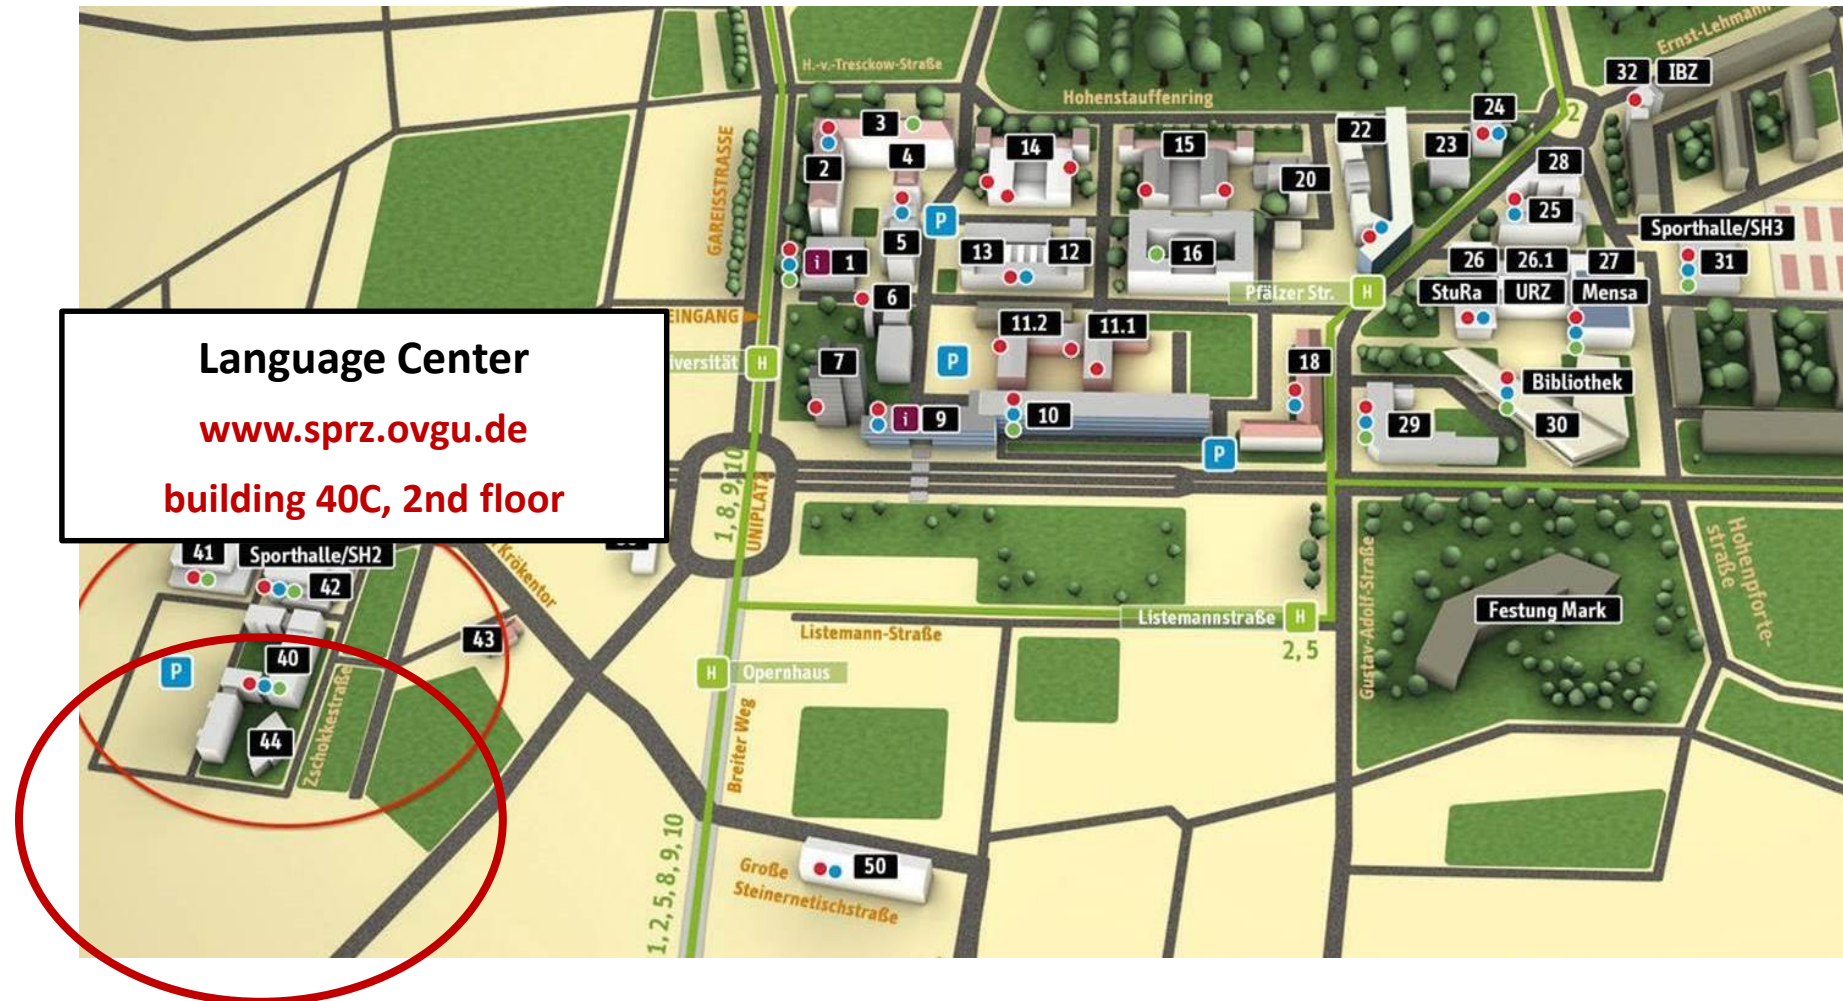 H.-v.-Tresckow-Straße
Hohenstauffenring
Ernst-Lehmann
32
IBZ
2
24
3
14
15
22
23
4
2
28
20
GAREISSTRASSE
P
25
Sporthalle/SH3
5
13
12
16
i
1
26
26.1
27
31
6
Pfälzer Str.
H
StuRa
URZ
Mensa
EINGANG
11.2
11.1
iversität
H
7
P
18
Bibliothek
i
9
10
29
30
P
Language Center
www.sprz.ovgu.de
building 40C, 2nd floor
1, 8, 9, 10
UNIPLATZ
41
Sporthalle/SH2
42
Krökentor
43
Listemann-Straße
Listemannstraße
H
2, 5
Gustav-Adolf-Straße
Festung Mark
Hohenpforte-
straße
P
40
44
Zschokkestraße
H
Opernhaus
Breiter Weg
1, 2, 5, 8, 9, 10
Große
Steinernetischstraße
50